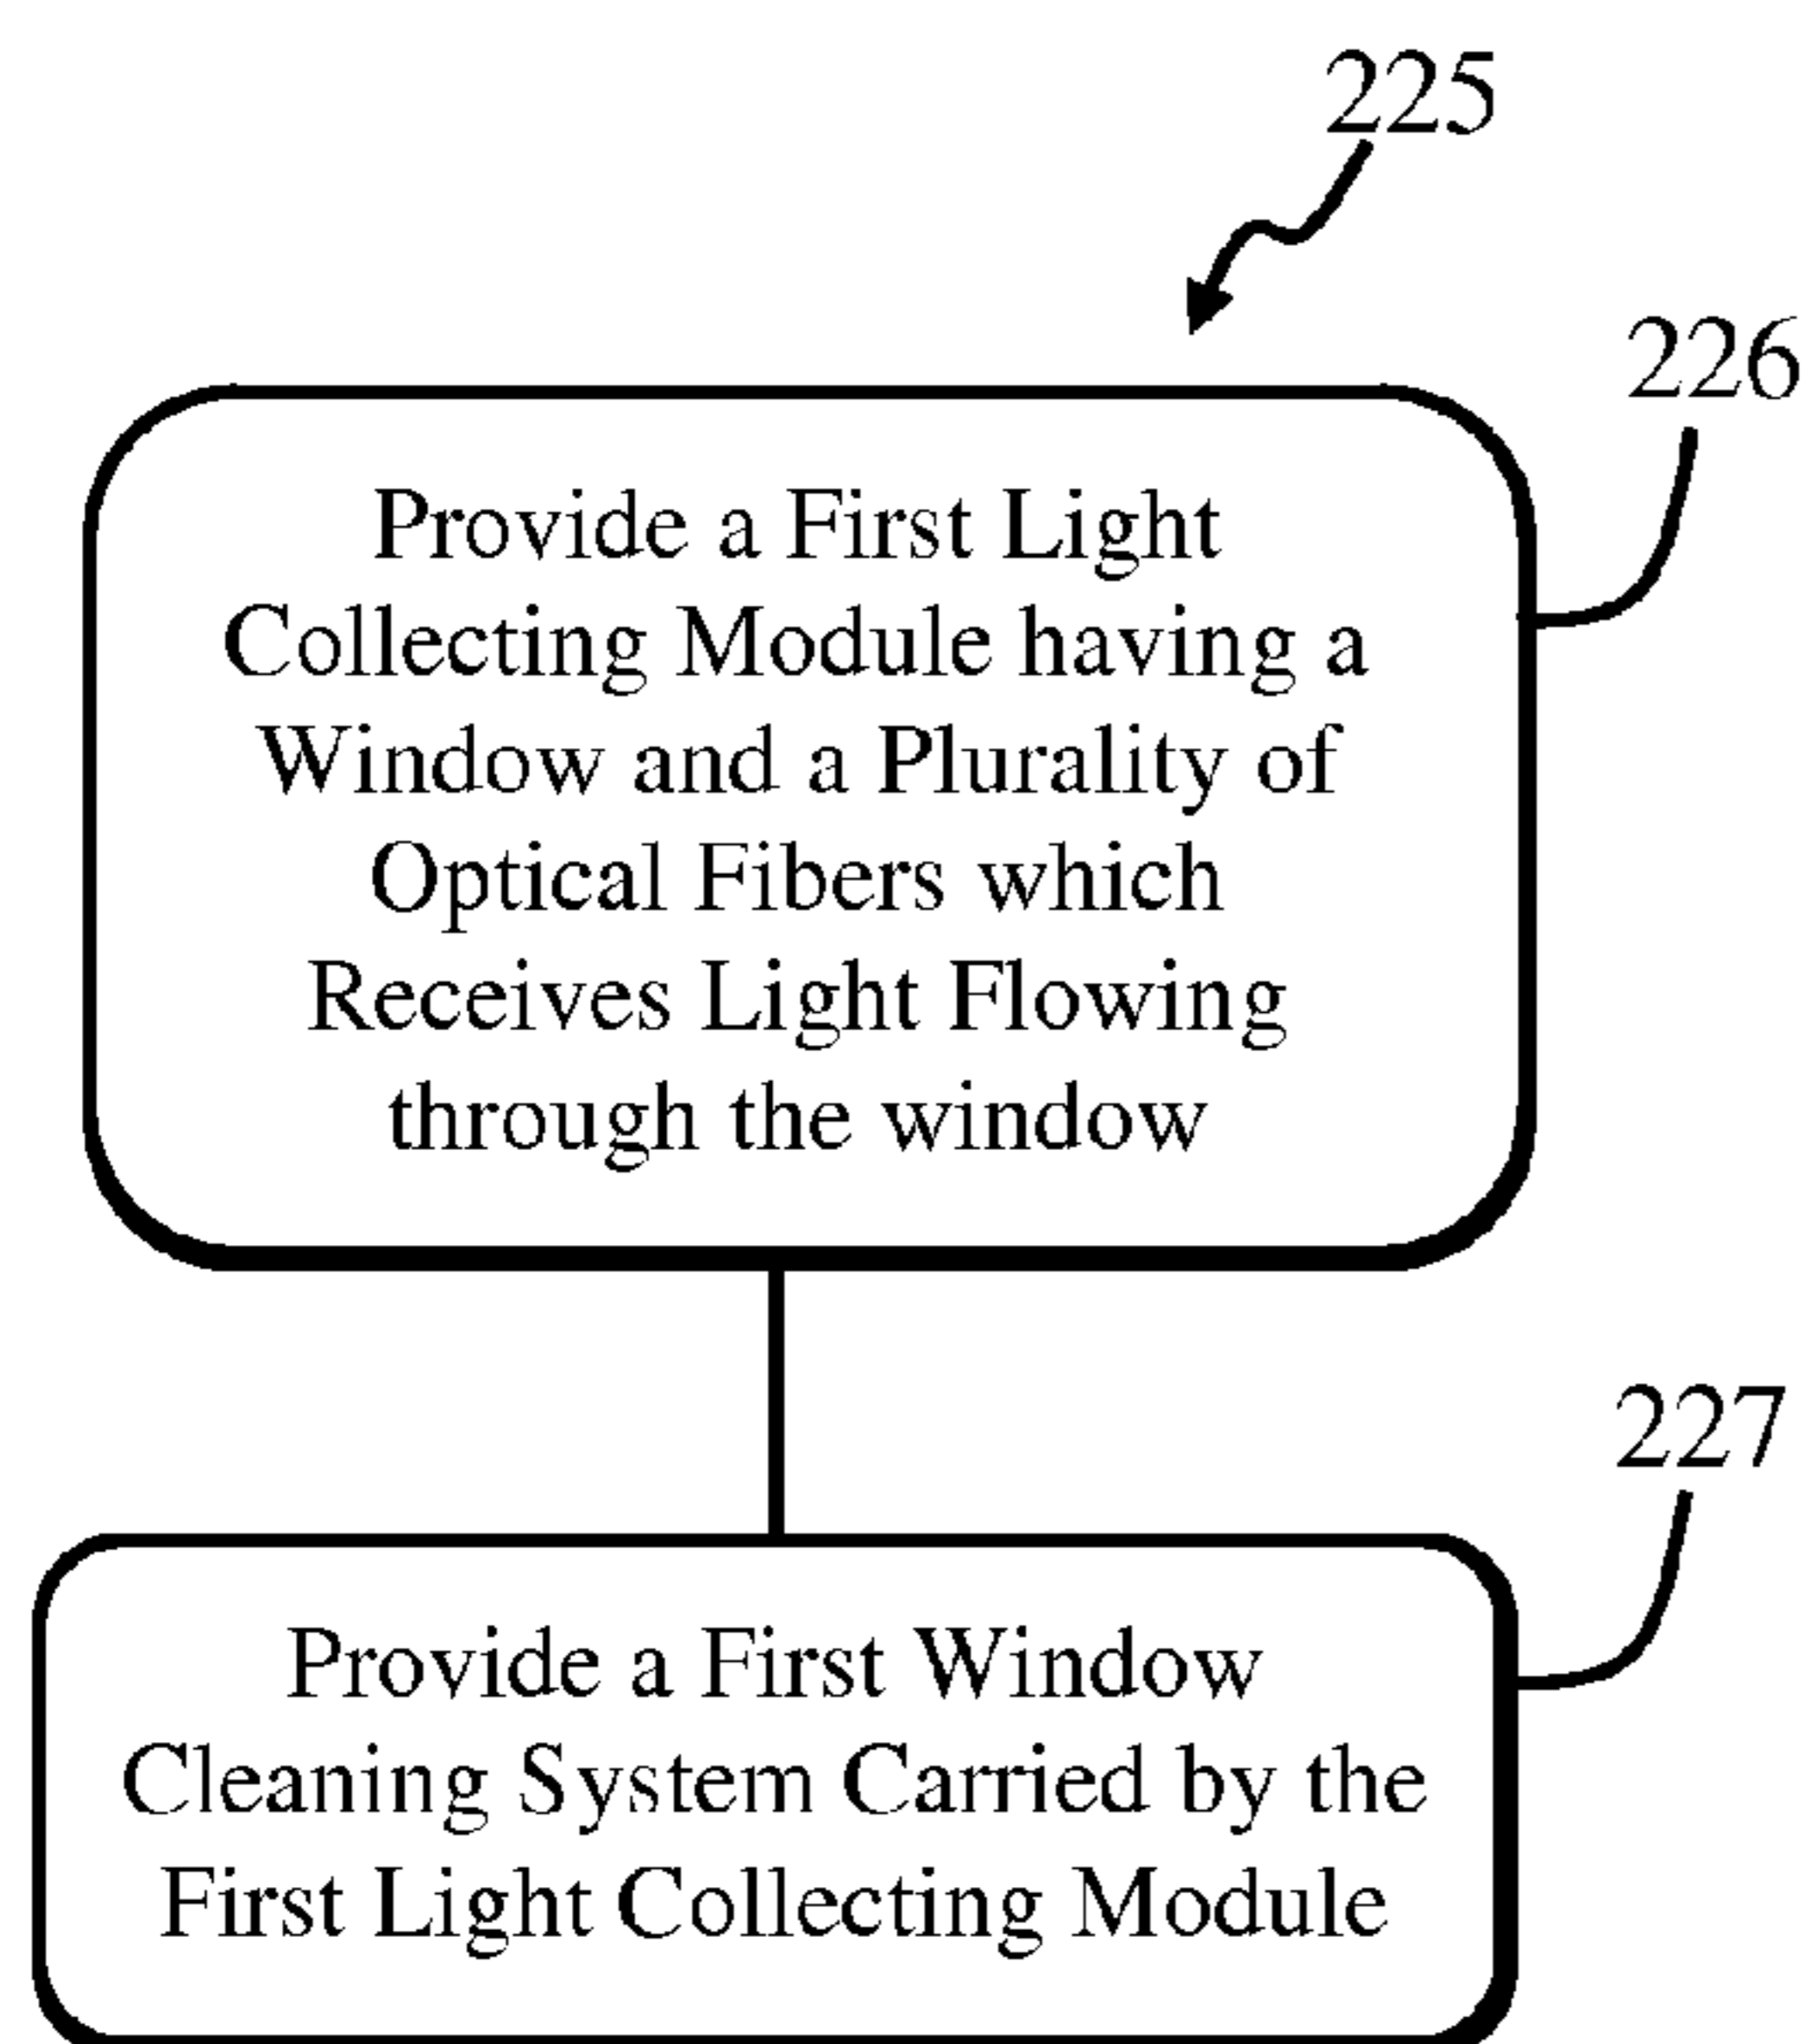 225
226
Provide a First Light
Collecting Module having a
Window and a Plurality of
Optical Fibers which
Receives Light Flowing
through the window
227
Provide a First Window
Cleaning System Carried by the
First Light Collecting Module